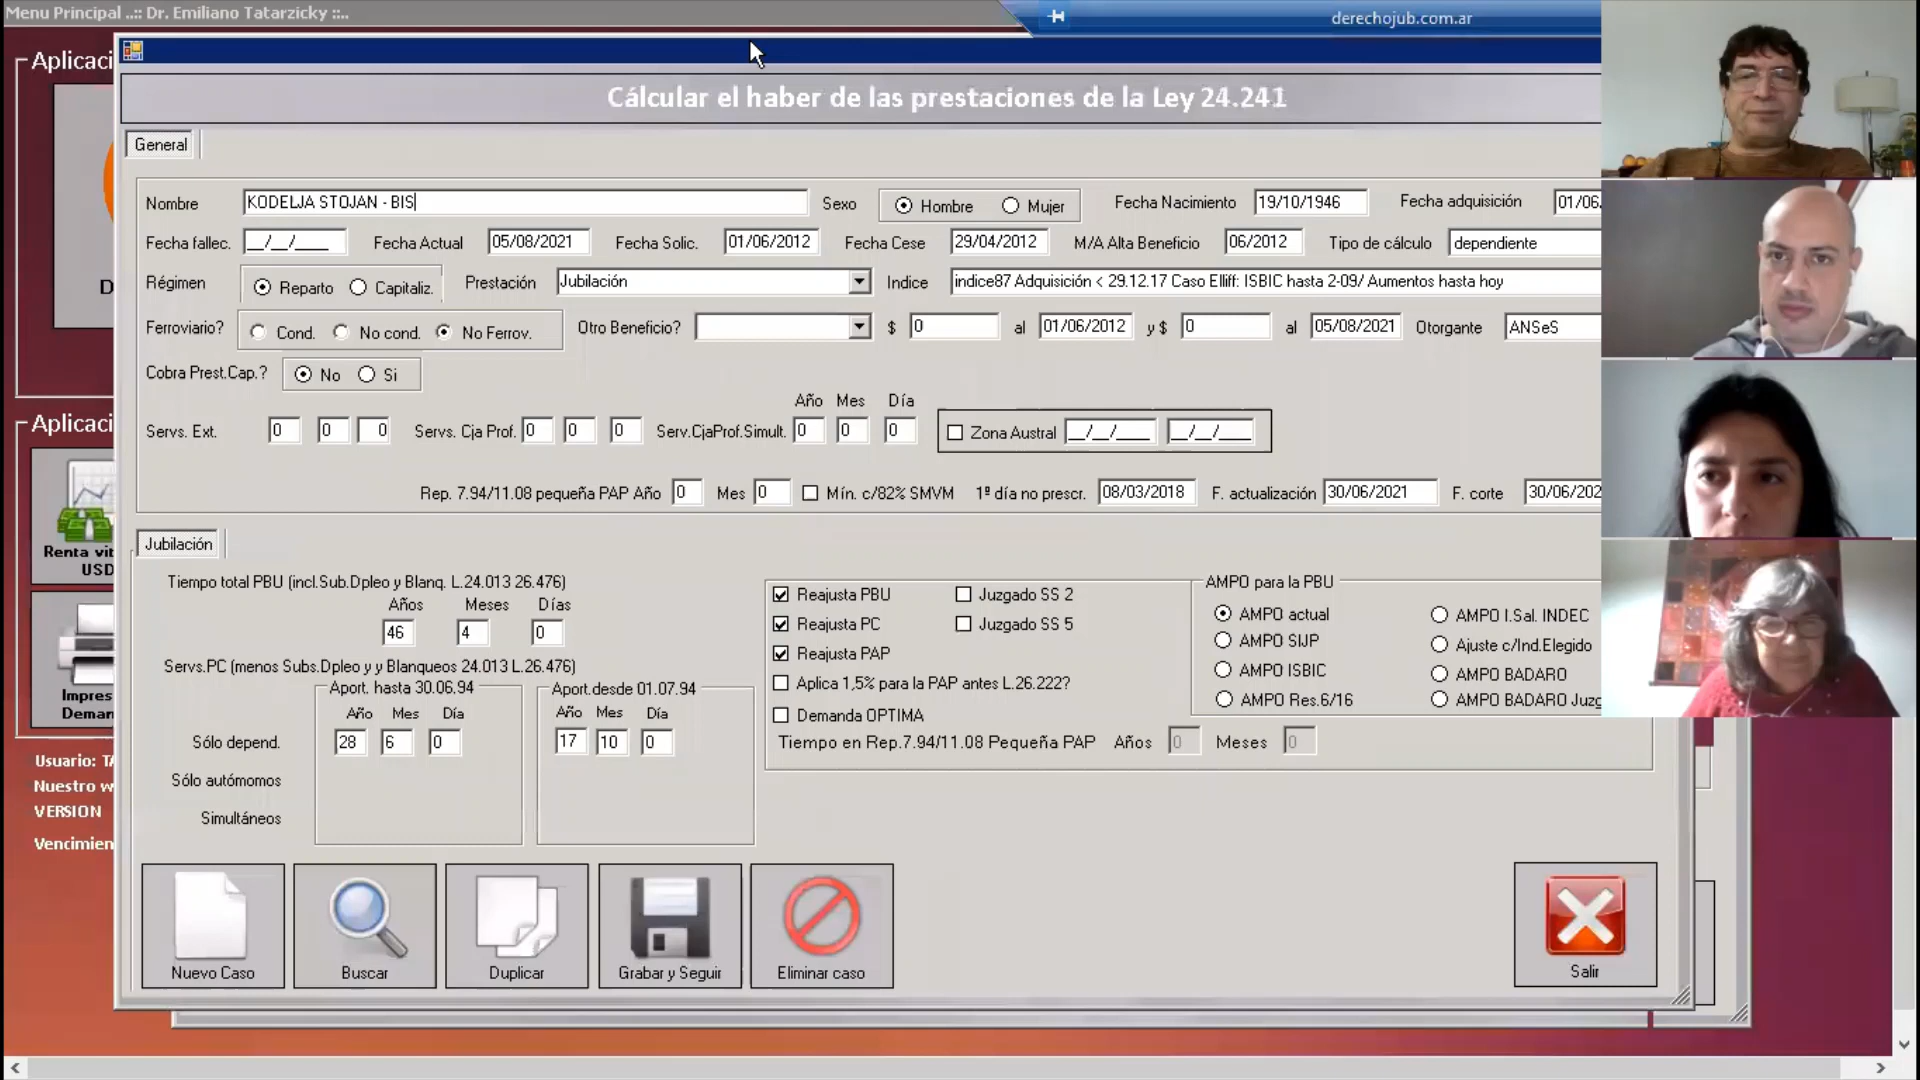 Menu Principal ..:: Dr. Emiliano Tatarzicky ::..
derechojub.com.ar
Aplicaci
Cálcular el haber de las prestaciones de la Ley 24.241
General
Nombre KODELJA STOJAN - BIS Sexo Hombre Mujer Fecha Nacimiento 19/10/1946 Fecha adquisición 01/06
Fecha fallec. __/__/____ Fecha Actual 05/08/2021 Fecha Solic. 01/06/2012 Fecha Cese 29/04/2012 M/A Alta Beneficio 06/2012 Tipo de cálculo dependiente
Régimen Reparto Capitaliz. Prestación Jubilación Indice indice87 Adquisición < 29.12.17 Caso Elliff: ISBIC hasta 2-09/ Aumentos hasta hoy
Ferroviario? Cond. No cond. No Ferrov. Otro Beneficio? $ 0 al 01/06/2012 y $ 0 al 05/08/2021 Otorgante ANSeS
Cobra Prest.Cap.? No Si
Año Mes Día
Servs. Ext. 0 0 0 Servs. Cja Prof. 0 0 0 Serv.CjaProf.Simult. 0 0 0 Zona Austral __/__/____ __/__/____
Rep. 7.94/11.08 pequeña PAP Año 0 Mes 0 Mín. c/82% SMVM 1ª día no prescr. 08/03/2018 F. actualización 30/06/2021 F. corte 30/06/202
Jubilación
Tiempo total PBU (incl.Sub.Dpleo y Blanq. L.24.013 26.476)
Años Meses Días
46 4 0
Servs.PC (menos Subs.Dpleo y y Blanqueos 24.013 L.26.476)
Aport. hasta 30.06.94 Aport.desde 01.07.94
Año Mes Día Año Mes Día
Sólo depend. 28 6 0 17 10 0
Sólo autómomos
Simultáneos
Reajusta PBU Juzgado SS 2
Reajusta PC Juzgado SS 5
Reajusta PAP
Aplica 1,5% para la PAP antes L.26.222?
Demanda OPTIMA
Tiempo en Rep.7.94/11.08 Pequeña PAP Años 0 Meses 0
AMPO para la PBU
AMPO actual AMPO I.Sal. INDEC
AMPO SIJP Ajuste c/Ind.Elegido
AMPO ISBIC AMPO BADARO
AMPO Res.6/16 AMPO BADARO Juzg
Nuevo Caso Buscar Duplicar Grabar y Seguir Eliminar caso Salir
D
Aplicaci
Renta vit
USD
Impres
Deman
Usuario: TA
Nuestro w
VERSION
Vencimien